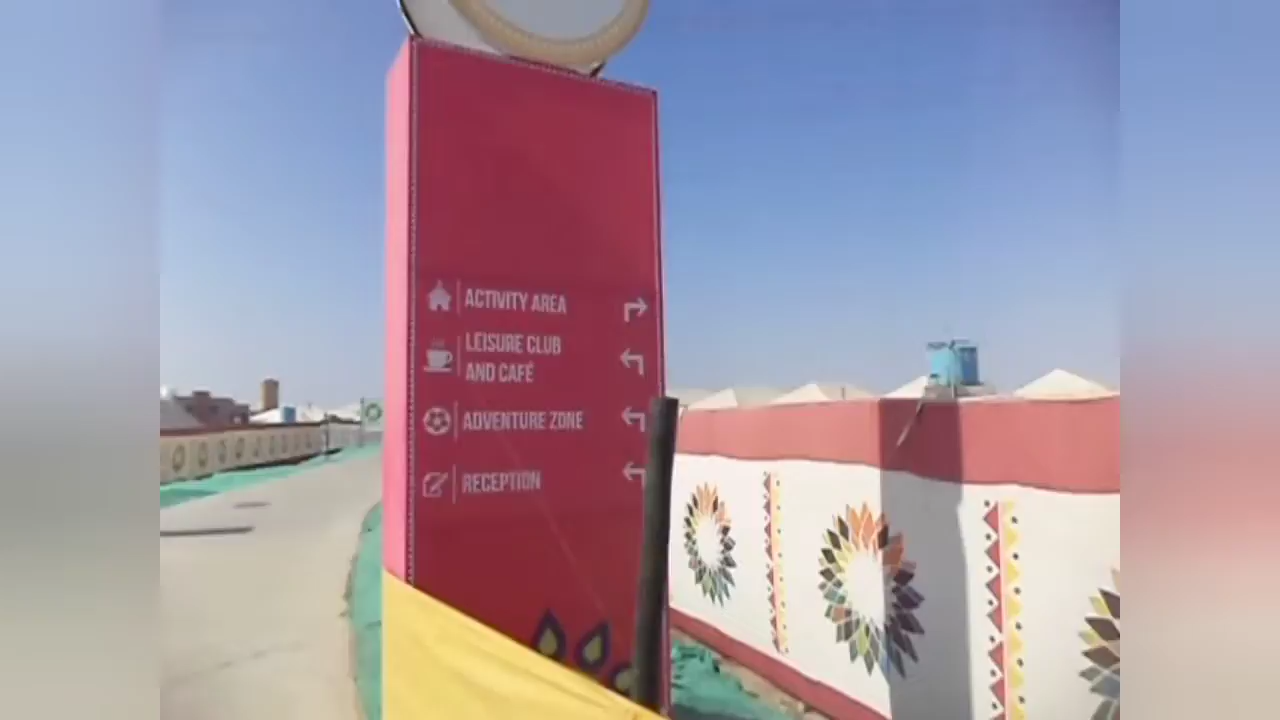 ACTIVITY AREA
LEISURE CLUB
AND CAFÉ
ADVENTURE ZONE
RECEPTION